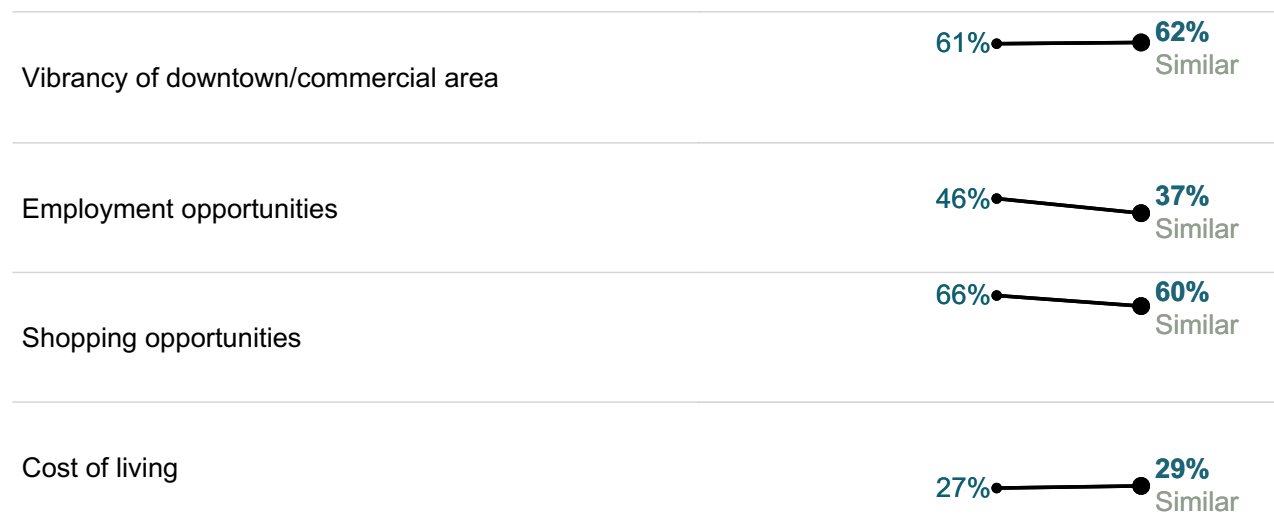 61%
62%
Similar
Vibrancy of downtown/commercial area
46%
37%
Employment opportunities
Similar
66%
60%
Similar
Shopping opportunities
Cost of living
29%
27%
Similar